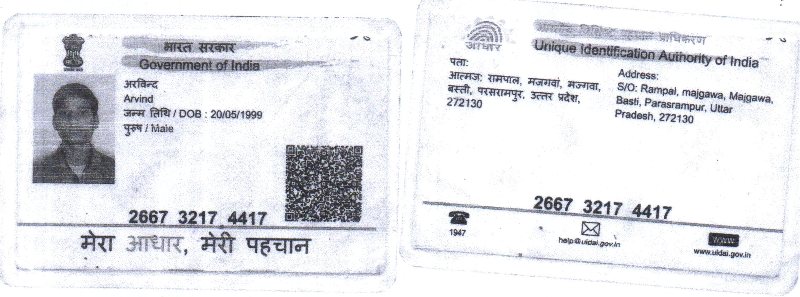 भारत सरकार
Government of India
अरविन्द
Arvind
जन्म तिथि / DOB : 20/05/1999
पुरुष / Male
2667 3217 4417
मेरा आधार, मेरी पहचान
आधार
प्राधिकरण
Unique Identification Authority of India
पता:
आत्मज: रामपाल, मजगवां, मज्गवा,
बस्ती, परसरामपुर, उत्तर प्रदेश,
272130
Address:
S/O: Rampal, majgawa, Majgawa,
Basti, Parasrampur, Uttar
Pradesh, 272130
2667 3217 4417
1947
help@uidai.gov.in
www
www.uidai.gov.in